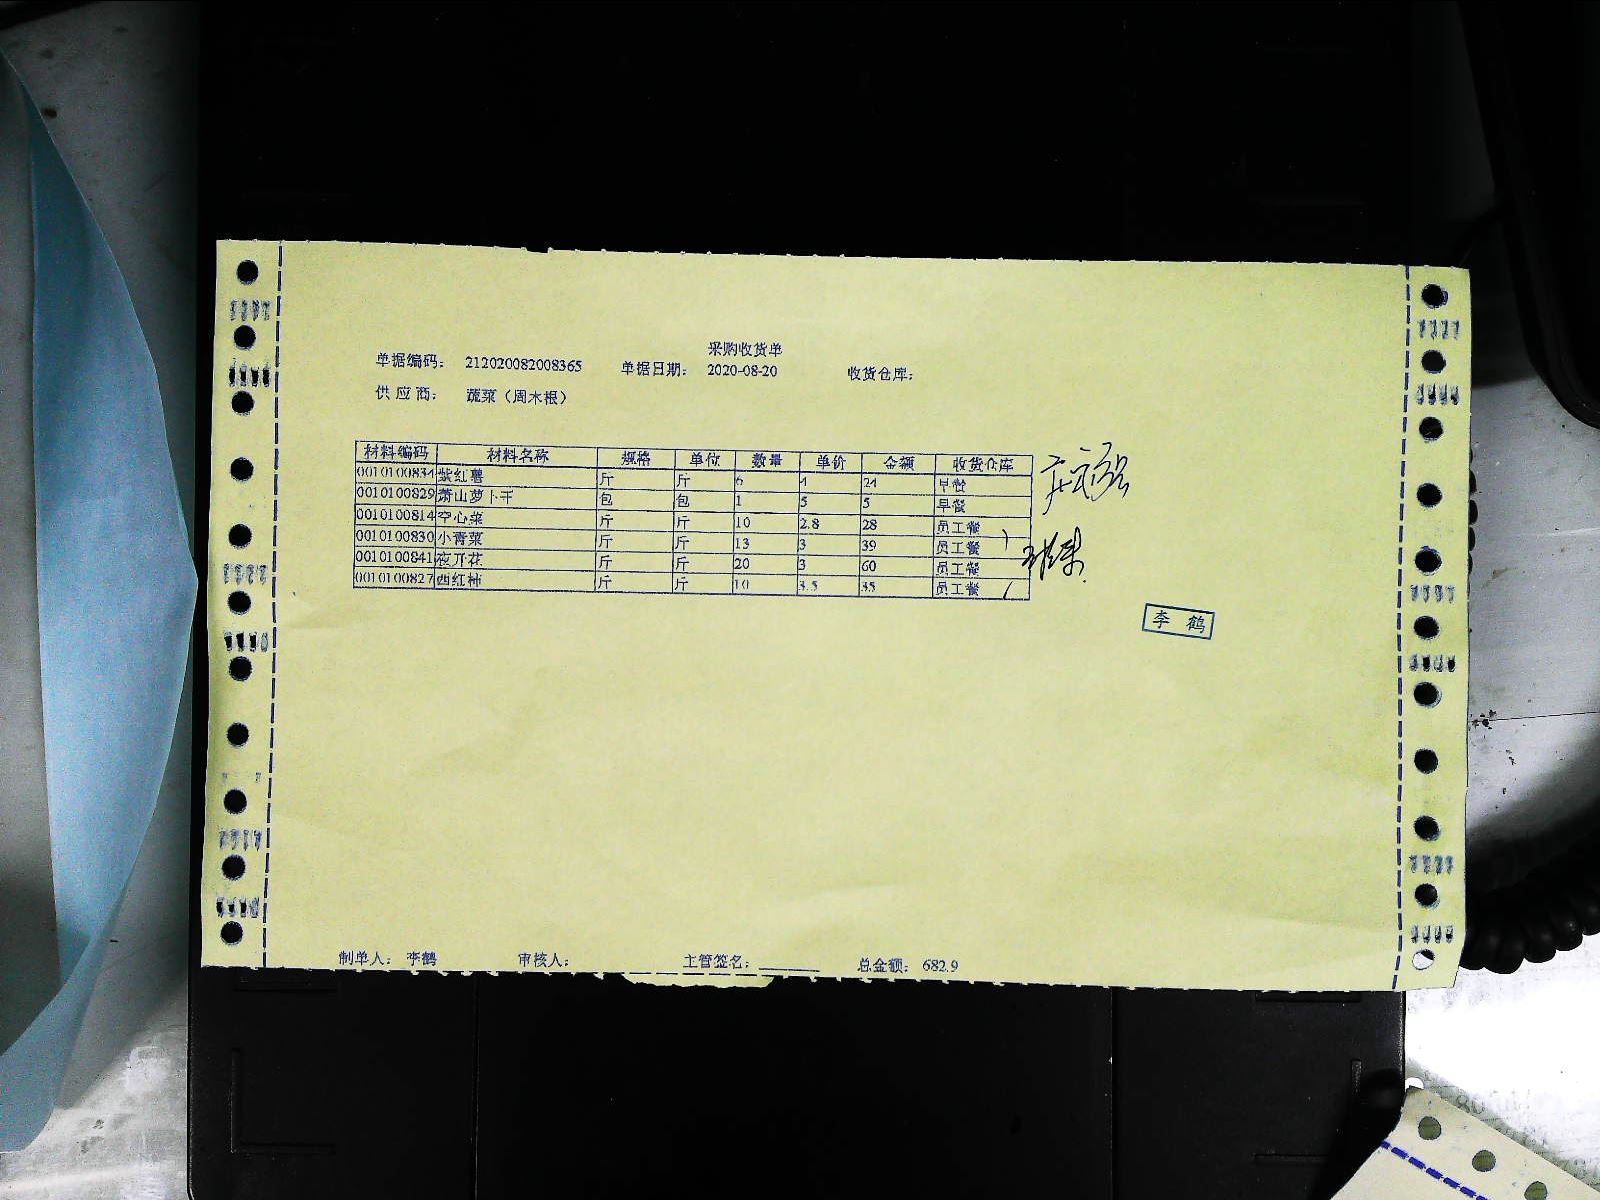 采购收货单
单据编码： 212020082008365 单据日期： 2020-08-20 收货仓库：
供 应 商： 蔬菜（周木根）
材料编码 材料名称 规格 单位 数量 单价 金额 收货仓库
0010100834 紫红薯 斤 斤 6 4 24 早餐
0010100829 萧山萝卜干 包 包 1 5 5 早餐
0010100814 空心菜 斤 斤 10 2.8 28 员工餐
0010100830 小青菜 斤 斤 13 3 39 员工餐
0010100841 夜开花 斤 斤 20 3 60 员工餐
0010100827 西红柿 斤 斤 10 3.5 35 员工餐
李 鹤
制单人： 李鹤 审核人： 主管签名： 总金额： 682.9